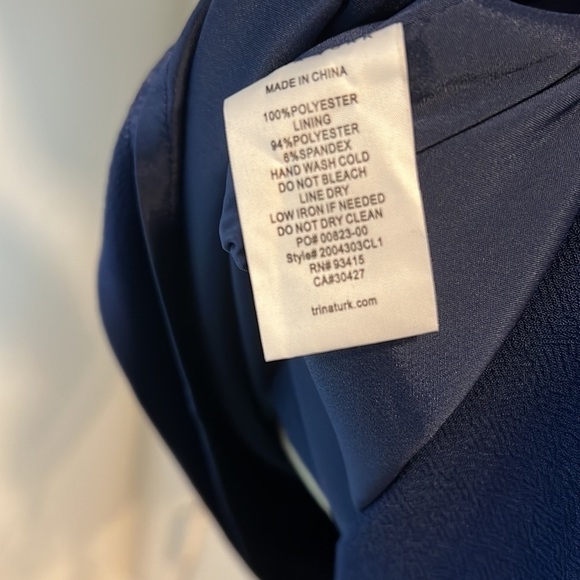 MADE IN CHINA
100%POLYESTER
LINING
94%POLYESTER
6%SPANDEX
HAND WASH COLD
DO NOT BLEACH
LINE DRY
LOW IRON IF NEEDED
DO NOT DRY CLEAN
PO# 00823-00
Style# 2004303CL1
RN# 93415
CA#30427
trinaturk.com